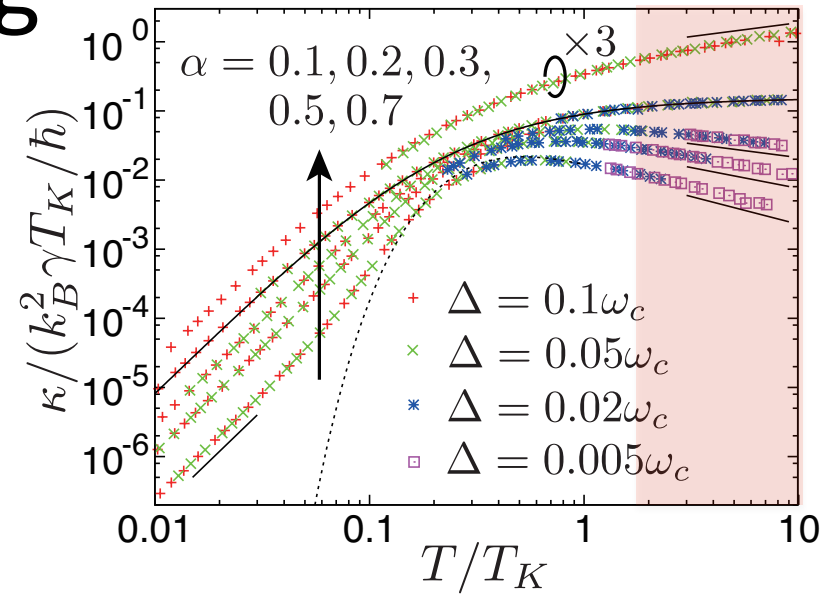 g
κ/(k_B^2 γT_K/ħ)
10^0
10^-1
10^-2
10^-3
10^-4
10^-5
10^-6
α = 0.1, 0.2, 0.3,
0.5, 0.7
×3
+ Δ = 0.1ω_c
× Δ = 0.05ω_c
* Δ = 0.02ω_c
□ Δ = 0.005ω_c
0.01 0.1 1 10
T/T_K